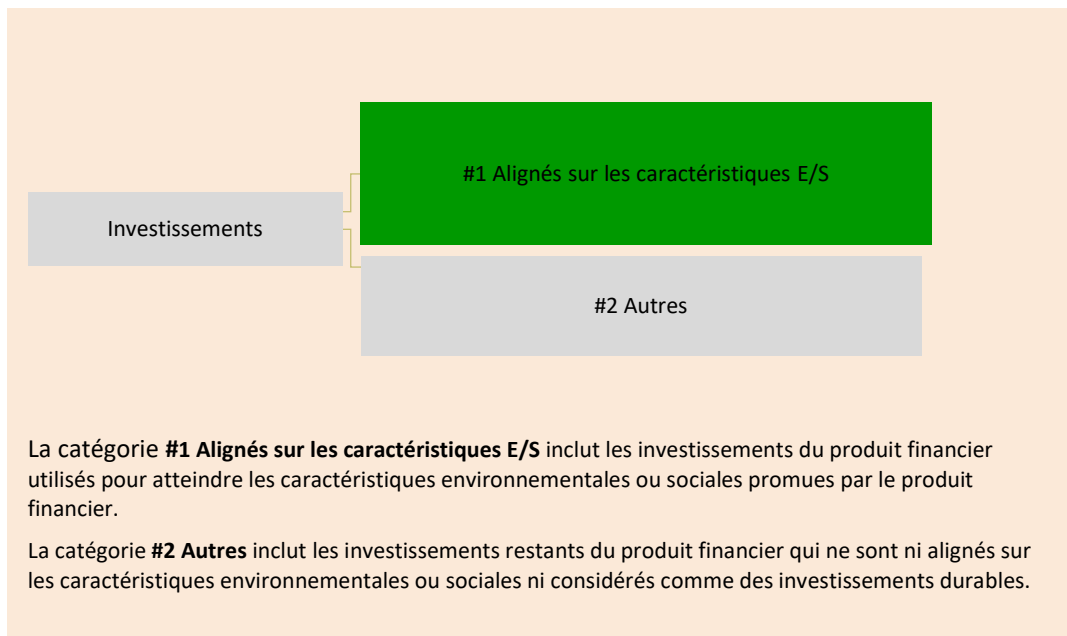 #1 Alignés sur les caractéristiques E/S
Investissements
#2 Autres
La catégorie #1 Alignés sur les caractéristiques E/S inclut les investissements du produit financier
utilisés pour atteindre les caractéristiques environnementales ou sociales promues par le produit
financier.
La catégorie #2 Autres inclut les investissements restants du produit financier qui ne sont ni alignés sur
les caractéristiques environnementales ou sociales ni considérés comme des investissements durables.